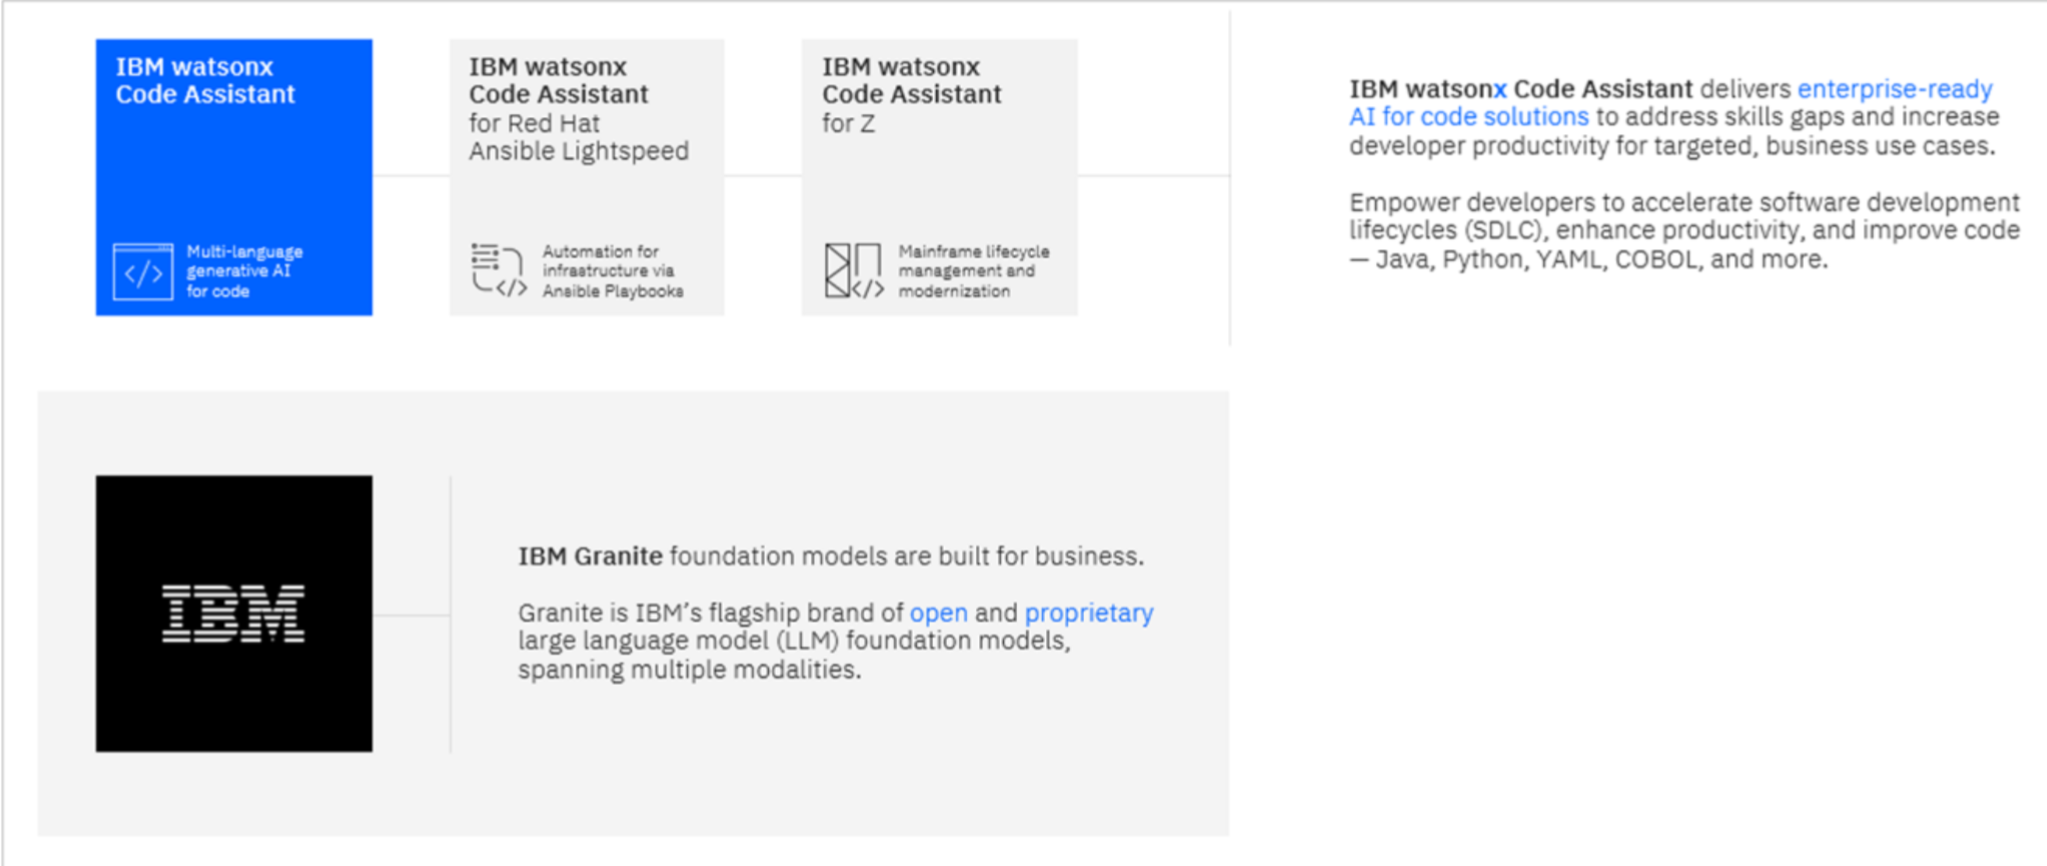 IBM watsonx
Code Assistant
</>
Multi-language
generative AI
for code
IBM watsonx
Code Assistant
for Red Hat
Ansible Lightspeed
</>
Automation for
infrastructure via
Ansible Playbooks
IBM watsonx
Code Assistant
for Z
</>
Mainframe lifecycle
management and
modernization
IBM watsonx Code Assistant delivers enterprise-ready
AI for code solutions to address skills gaps and increase
developer productivity for targeted, business use cases.
Empower developers to accelerate software development
lifecycles (SDLC), enhance productivity, and improve code
— Java, Python, YAML, COBOL, and more.
IBM
IBM Granite foundation models are built for business.
Granite is IBM’s flagship brand of open and proprietary
large language model (LLM) foundation models,
spanning multiple modalities.